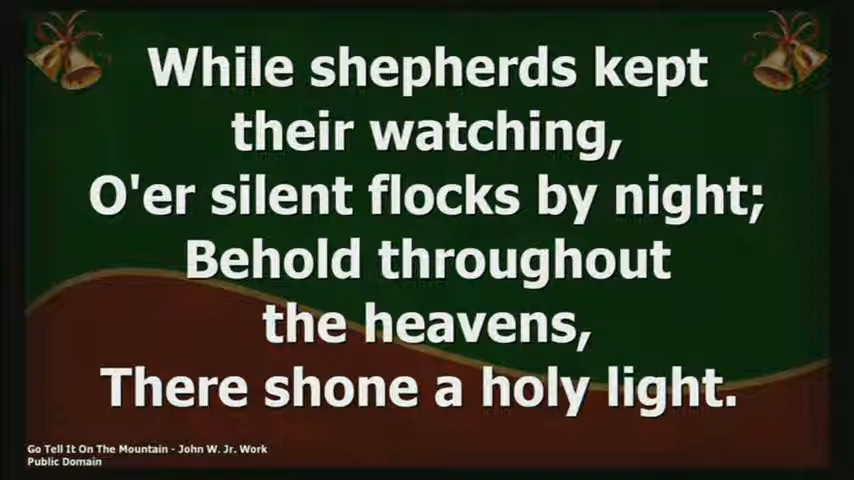 While shepherds kept
their watching,
O'er silent flocks by night;
Behold throughout
the heavens,
There shone a holy light.
Go Tell It On The Mountain - John W. Jr. Work
Public Domain